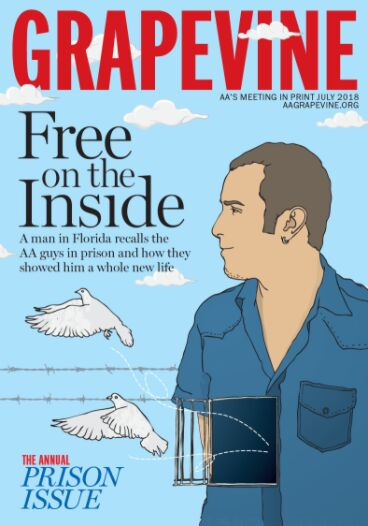 GRAPEVINE
AA'S MEETING IN PRINT JULY 2018
AAGRAPEVINE.ORG
Free
on the
Inside
A man in Florida recalls the
AA guys in prison and how they
showed him a whole new life
THE ANNUAL
PRISON
ISSUE